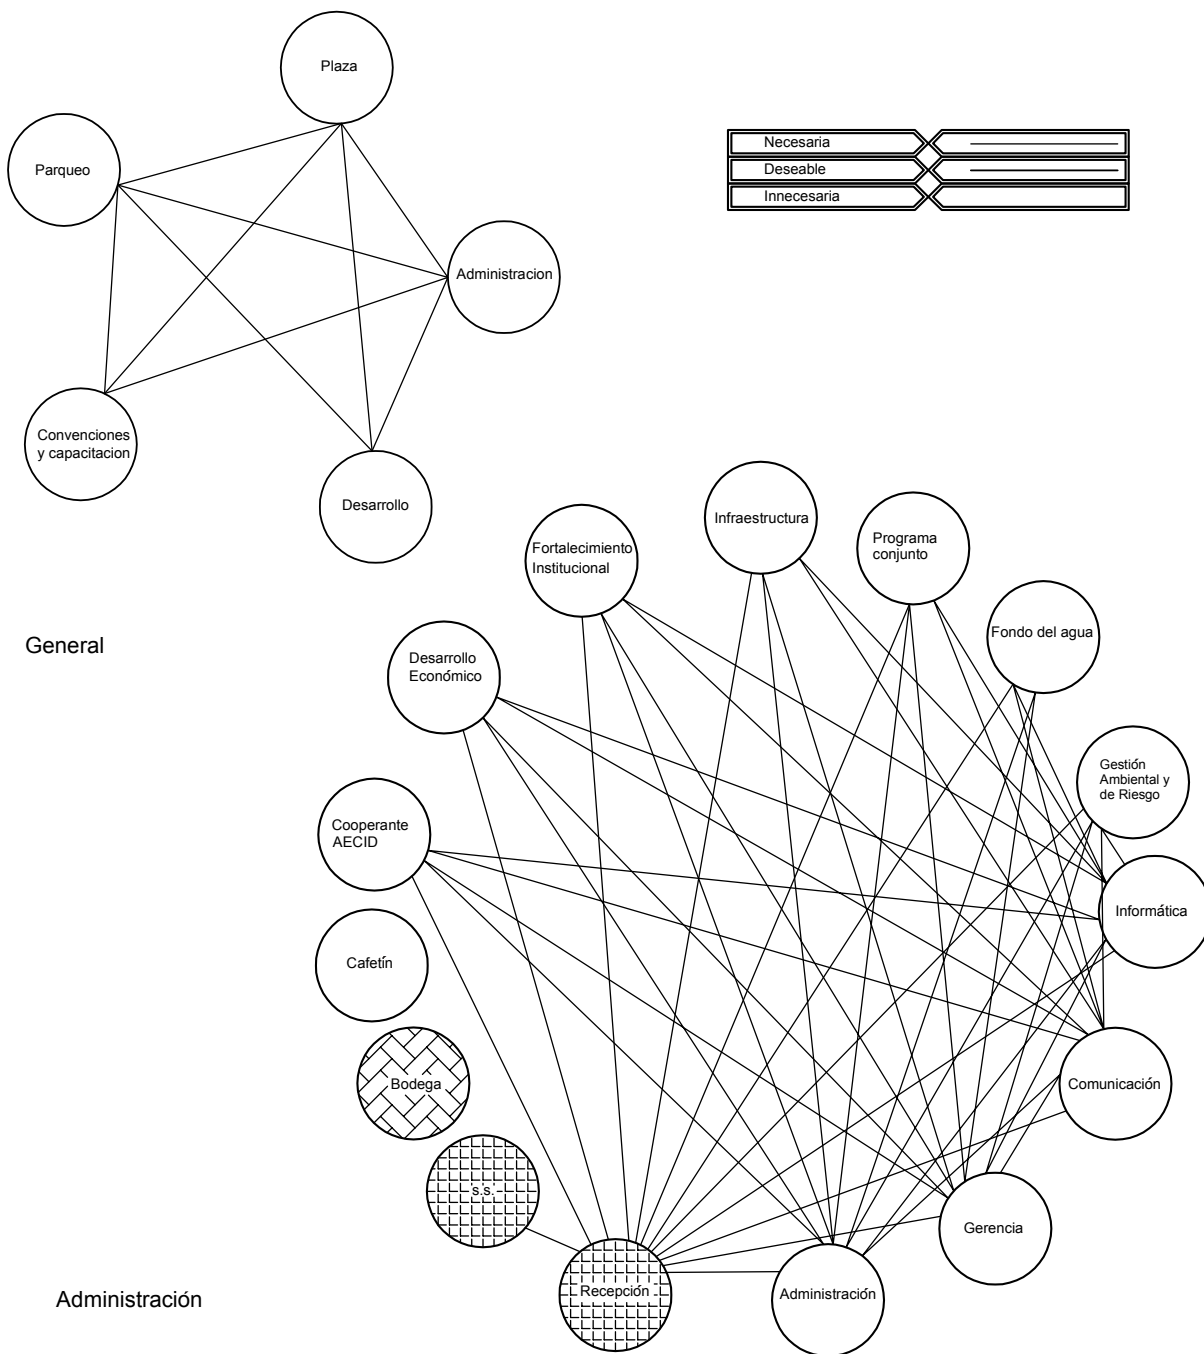 Plaza
Parqueo
Administracion
Convenciones
y capacitacion
Desarrollo
General
Necesaria
Deseable
Innecesaria
Infraestructura
Programa
conjunto
Fortalecimiento
Institucional
Fondo del agua
Desarrollo
Económico
Gestión
Ambiental y
de Riesgo
Cooperante
AECID
Informática
Cafetín
Bodega
Comunicación
s.s.
Gerencia
Recepción
Administración
Administración